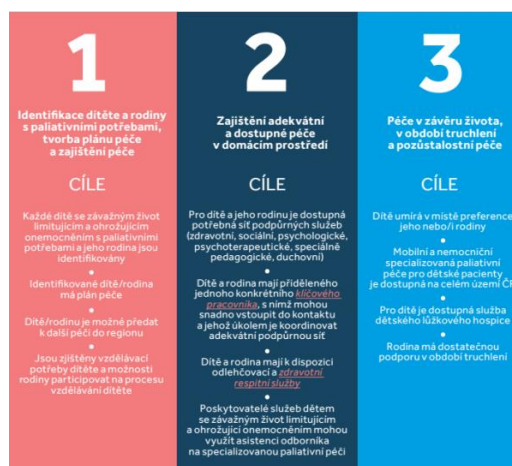 1
Identifikace dítěte a rodiny
s paliativními potřebami,
tvorba plánu péče
a zajištění péče
CÍLE
Každé dítě se závažným život
limitujícím a ohrožujícím
onemocněním s paliativními
potřebami a jeho rodina jsou
identifikovány
Identifikované dítě/rodina
má plán péče
Dítě/rodinu je možné předat
k další péči do regionu
Jsou zjištěny vzdělávací
potřeby dítěte a možnosti
rodiny participovat na procesu
vzdělávání dítěte
2
Zajištění adekvátní
a dostupné péče
v domácím prostředí
CÍLE
Pro dítě a jeho rodinu je dostupná
potřebná síť podpůrných služeb
(zdravotní, sociální, psychologické,
psychoterapeutické, speciálně
pedagogické, duchovní)
Dítě a rodina mají přiděleného
jednoho konkrétního klíčového
pracovníka, s nímž mohou
snadno vstoupit do kontaktu
a jehož úkolem je koordinovat
adekvátní podpůrnou síť
Dítě a rodina mají k dispozici
odlehčovací a zdravotní
respitní služby
Poskytovatelé služeb dětem
se závažným život limitujícím
a ohrožující onemocněním mohou
využít asistenci odborníka
na specializovanou paliativní péči
3
Péče v závěru života,
v období truchlení
a pozůstalostní péče
CÍLE
Dítě umírá v místě preference
jeho nebo/i rodiny
Mobilní a nemocniční
specializovaná paliativní
péče pro dětské pacienty
je dostupná na celém území ČR
Pro dítě je dostupná služba
dětského lůžkového hospice
Rodina má dostatečnou
podporu v období truchlení